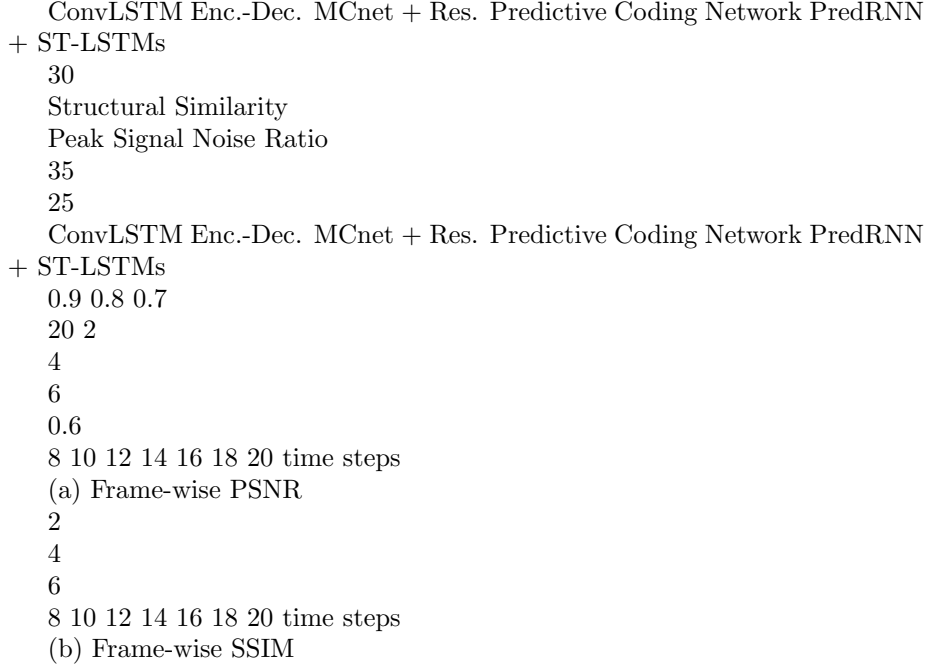 ConvLSTM Enc.-Dec. MCnet + Res. Predictive Coding Network PredRNN
+ ST-LSTMs
30
Structural Similarity
Peak Signal Noise Ratio
35
25
ConvLSTM Enc.-Dec. MCnet + Res. Predictive Coding Network PredRNN
+ ST-LSTMs
0.9 0.8 0.7
20 2
4
6
0.6
8 10 12 14 16 18 20 time steps
(a) Frame-wise PSNR
2
4
6
8 10 12 14 16 18 20 time steps
(b) Frame-wise SSIM